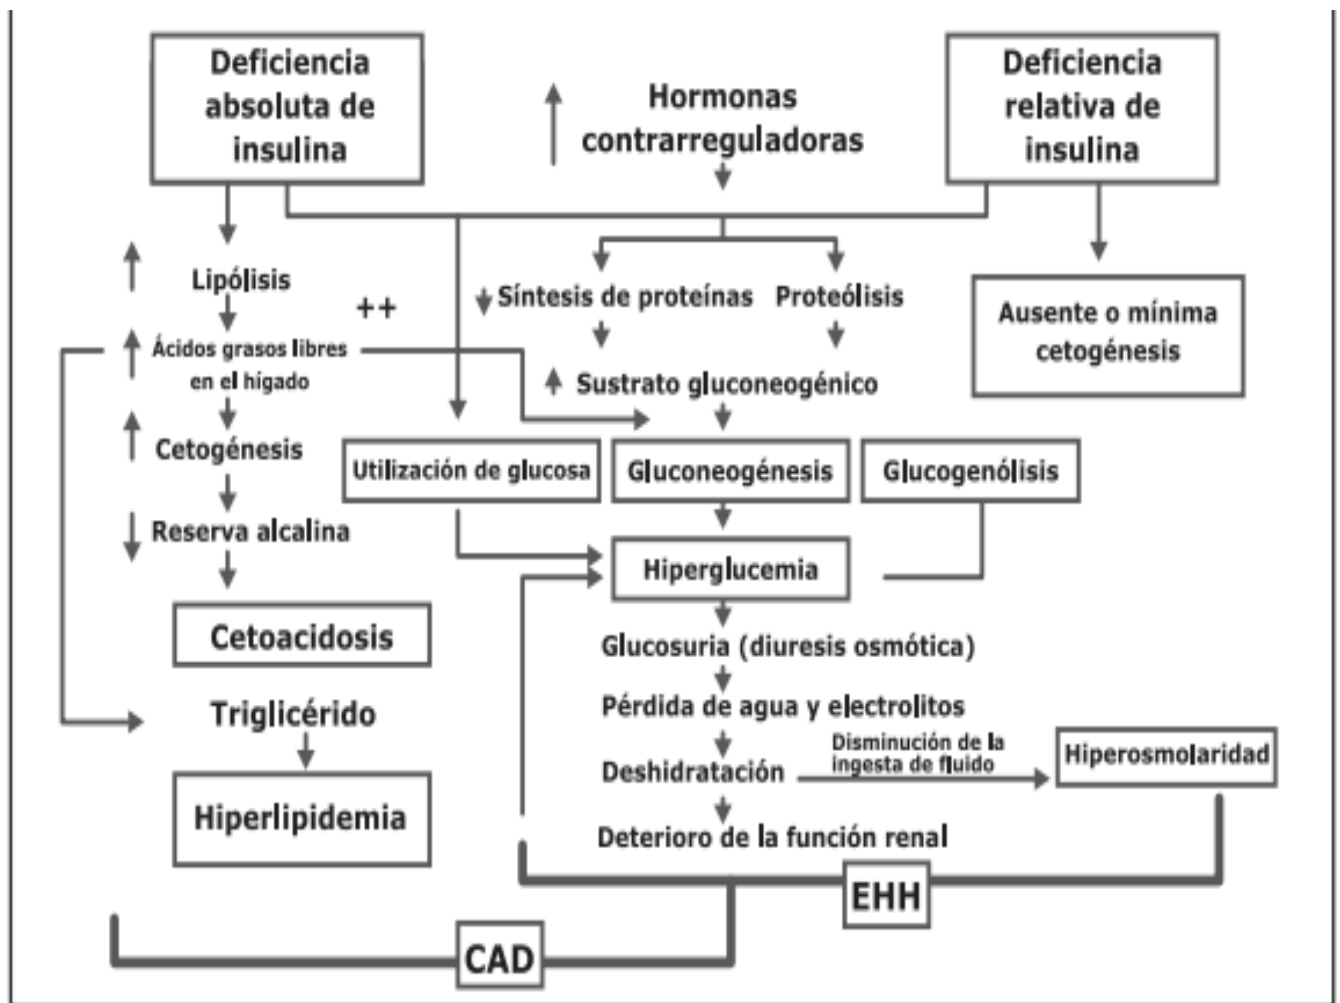 Deficiencia
absoluta de
insulina
Hormonas
contrarreguladoras
Deficiencia
relativa de
insulina
Lipólisis
++
Síntesis de proteínas
Proteólisis
Ausente o mínima
cetogénesis
Ácidos grasos libres
en el hígado
Sustrato gluconeogénico
Cetogénesis
Utilización de glucosa
Gluconeogénesis
Glucogenólisis
Reserva alcalina
Hiperglucemia
Cetoacidosis
Glucosuria (diuresis osmótica)
Triglicérido
Pérdida de agua y electrolitos
Deshidratación
Disminución de la
ingesta de fluido
Hiperosmolaridad
Hiperlipidemia
Deterioro de la función renal
EHH
CAD